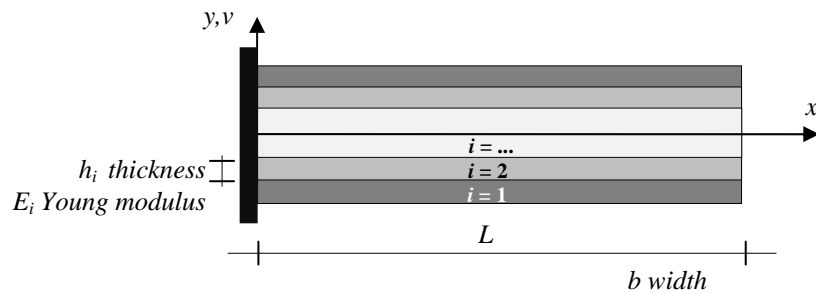 y,v
x
i = ...
h_i thickness
i = 2
E_i Young modulus
i = 1
L
b width